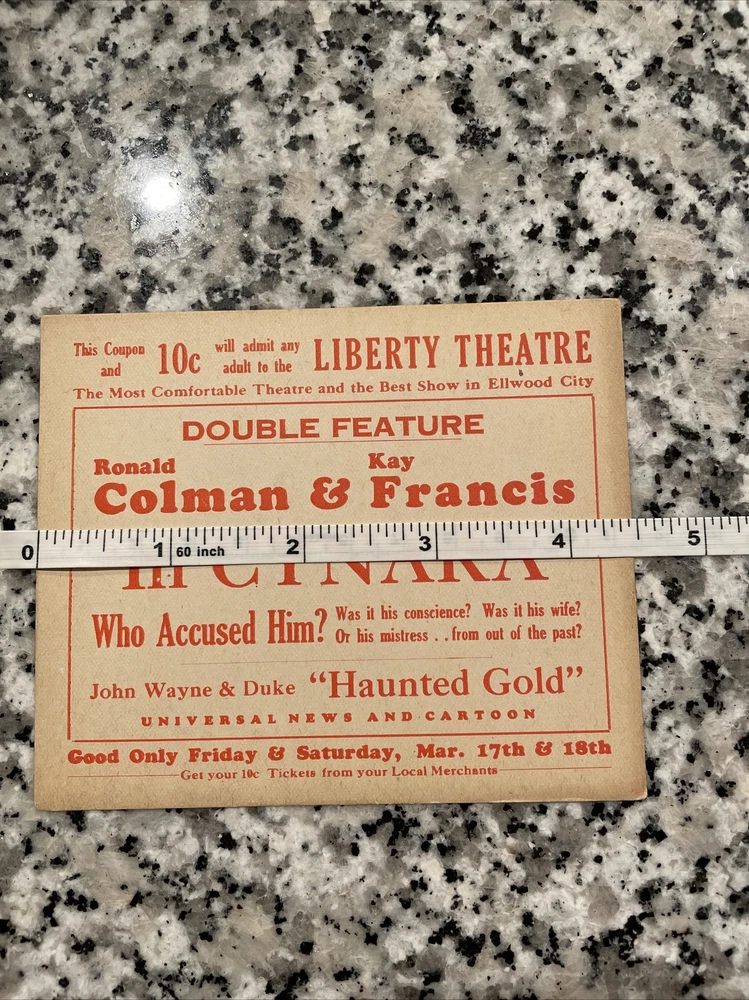 This Coupon and 10c will admit any adult to the LIBERTY THEATRE
The Most Comfortable Theatre and the Best Show in Ellwood City
DOUBLE FEATURE
Ronald Kay
Colman & Francis
0 1 60 inch 2 3 4 5
In CYNARA
Who Accused Him? Was it his conscience? Was it his wife?
Or his mistress . . from out of the past?
John Wayne & Duke "Haunted Gold"
UNIVERSAL NEWS AND CARTOON
Good Only Friday & Saturday, Mar. 17th & 18th
Get your 10c Tickets from your Local Merchants